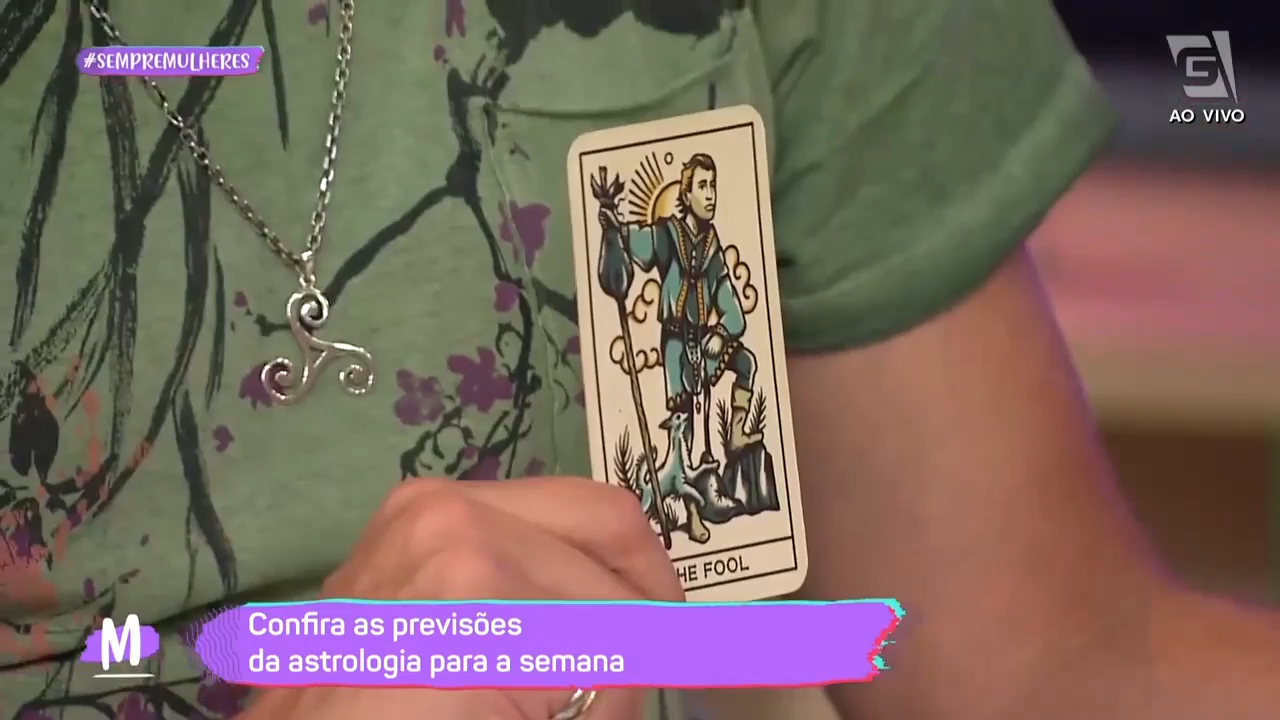 #SEMPREMULHERES
G
AO VIVO
HE FOOL
M
Confira as previsões
da astrologia para a semana